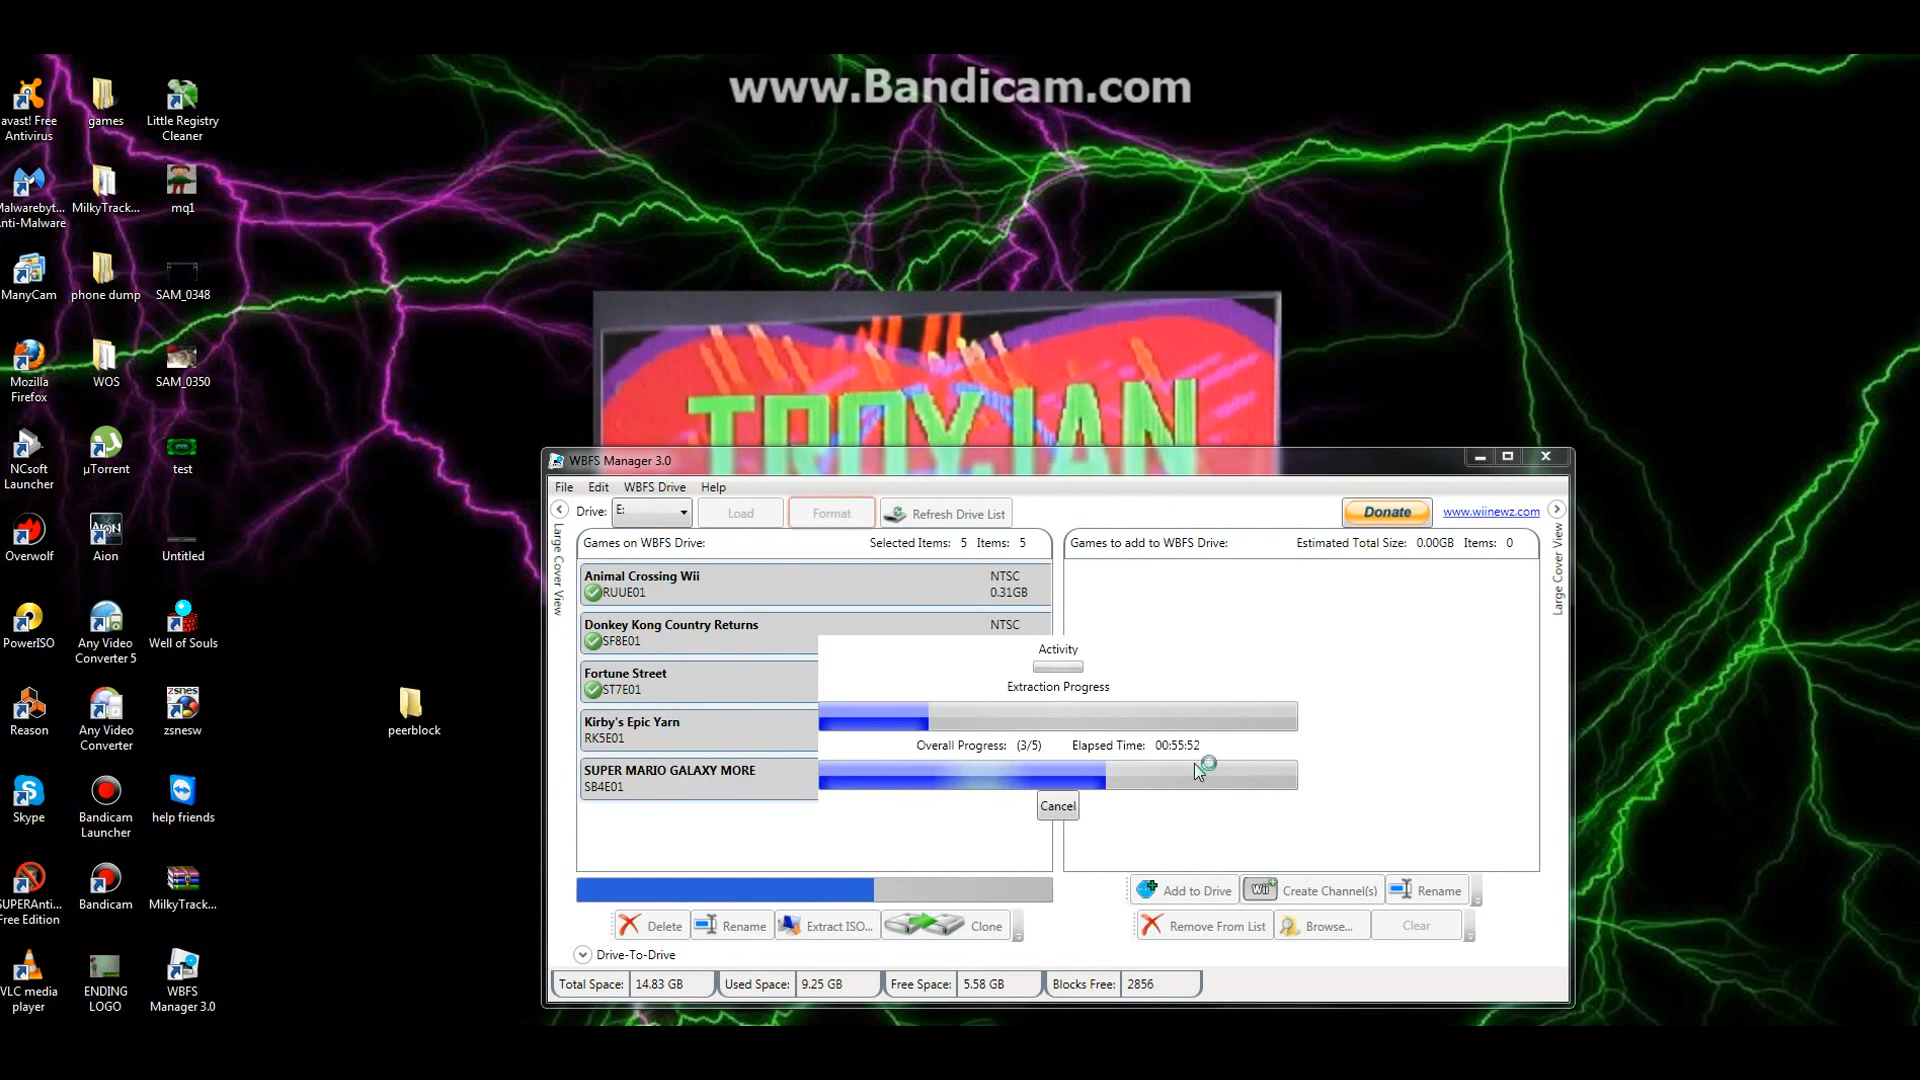 www.Bandicam.com
avast! Free
Antivirus
games
Little Registry
Cleaner
Malwareby...
Anti-Malware
MilkyTrack...
mq1
ManyCam
phone dump
SAM_0348
Mozilla
Firefox
WOS
SAM_0350
NCsoft
Launcher
µTorrent
test
Overwolf
Aion
Untitled
PowerISO
Any Video
Converter 5
Well of Souls
Reason
Any Video
Converter
zsnes
zsnesw
peerblock
Skype
Bandicam
Launcher
help friends
SUPERAnti...
Free Edition
Bandicam
MilkyTrack...
VLC media
player
ENDING
LOGO
WBFS
Manager 3.0
TROYJAN
WBFS Manager 3.0
File Edit WBFS Drive Help
Drive: E: Load Format Refresh Drive List Donate www.wiinewz.com
Large Cover View
Games on WBFS Drive: Selected Items: 5 Items: 5
Games to add to WBFS Drive: Estimated Total Size: 0.00GB Items: 0
Large Cover View
Animal Crossing Wii NTSC
RUUE01 0.31GB
Donkey Kong Country Returns NTSC
SF8E01
Fortune Street
ST7E01
Kirby's Epic Yarn
RK5E01
SUPER MARIO GALAXY MORE
SB4E01
Activity
Extraction Progress
Overall Progress: (3/5) Elapsed Time: 00:55:52
Cancel
Add to Drive Wii Create Channel(s) Rename
Delete Rename Extract ISO... Clone
Remove From List Browse... Clear
Drive-To-Drive
Total Space: 14.83 GB Used Space: 9.25 GB Free Space: 5.58 GB Blocks Free: 2856